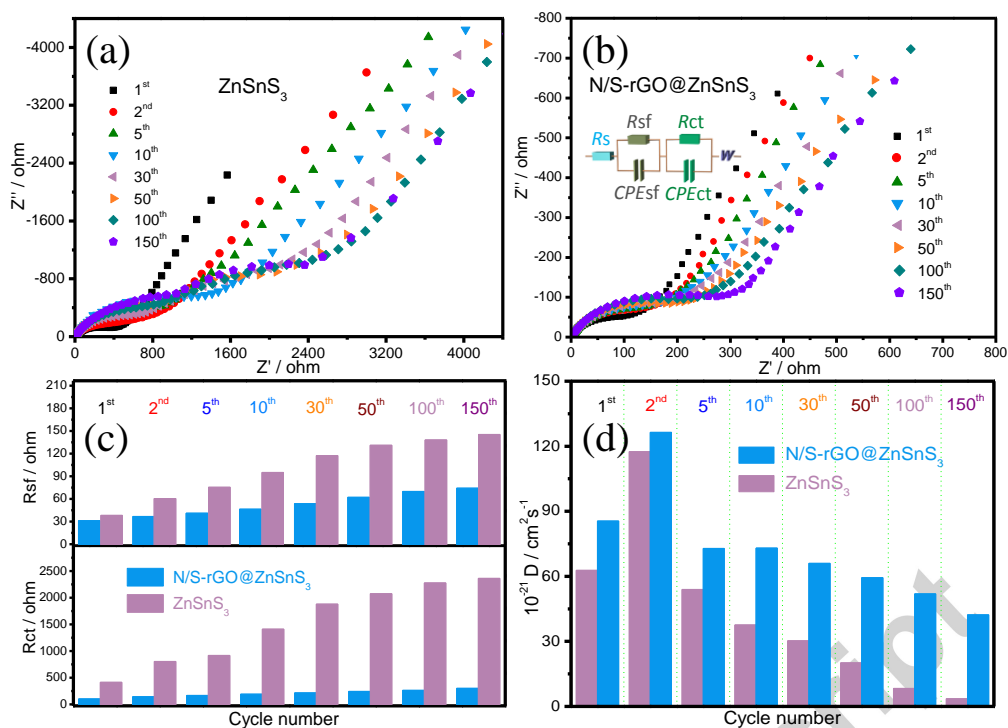 (a)
ZnSnS3
1st
2nd
5th
10th
30th
50th
100th
150th
-4000
-3200
-2400
-1600
-800
0
Z'' / ohm
0 800 1600 2400 3200 4000
Z' / ohm
(b)
N/S-rGO@ZnSnS3
Rs
Rsf
Rct
W
CPEsf
CPEct
1st
2nd
5th
10th
30th
50th
100th
150th
-800
-700
-600
-500
-400
-300
-200
-100
0
Z'' / ohm
0 100 200 300 400 500 600 700 800
Z' / ohm
210
180
150
120
90
60
30
0
Rsf / ohm
1st 2nd 5th 10th 30th 50th 100th 150th
(c)
2500
2000
1500
1000
500
0
Rct / ohm
N/S-rGO@ZnSnS3
ZnSnS3
Cycle number
150
120
90
60
30
0
10-21 D / cm2s-1
1st 2nd 5th 10th 30th 50th 100th 150th
(d)
N/S-rGO@ZnSnS3
ZnSnS3
Cycle number